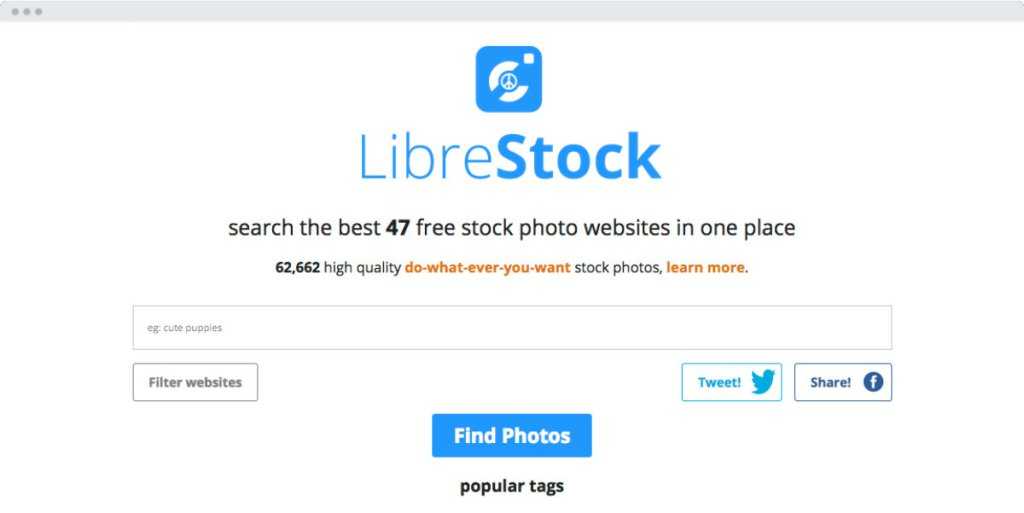 LibreStock
search the best 47 free stock photo websites in one place
62,662 high quality do-what-ever-you-want stock photos, learn more.
eg: cute puppies
Filter websites
Tweet!
Share!
Find Photos
popular tags